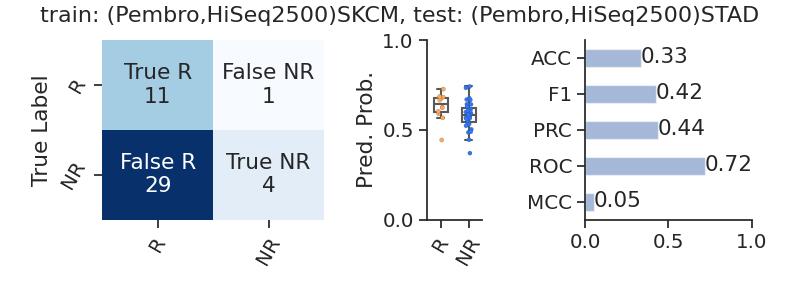 train: (Pembro,HiSeq2500)SKCM, test: (Pembro,HiSeq2500)STAD
True Label
R
NR
True R
11
False NR
1
False R
29
True NR
4
R
NR
Pred. Prob.
1.0
0.5
0.0
R
NR
ACC
0.33
F1
0.42
PRC
0.44
ROC
0.72
MCC
0.05
0.0
0.5
1.0